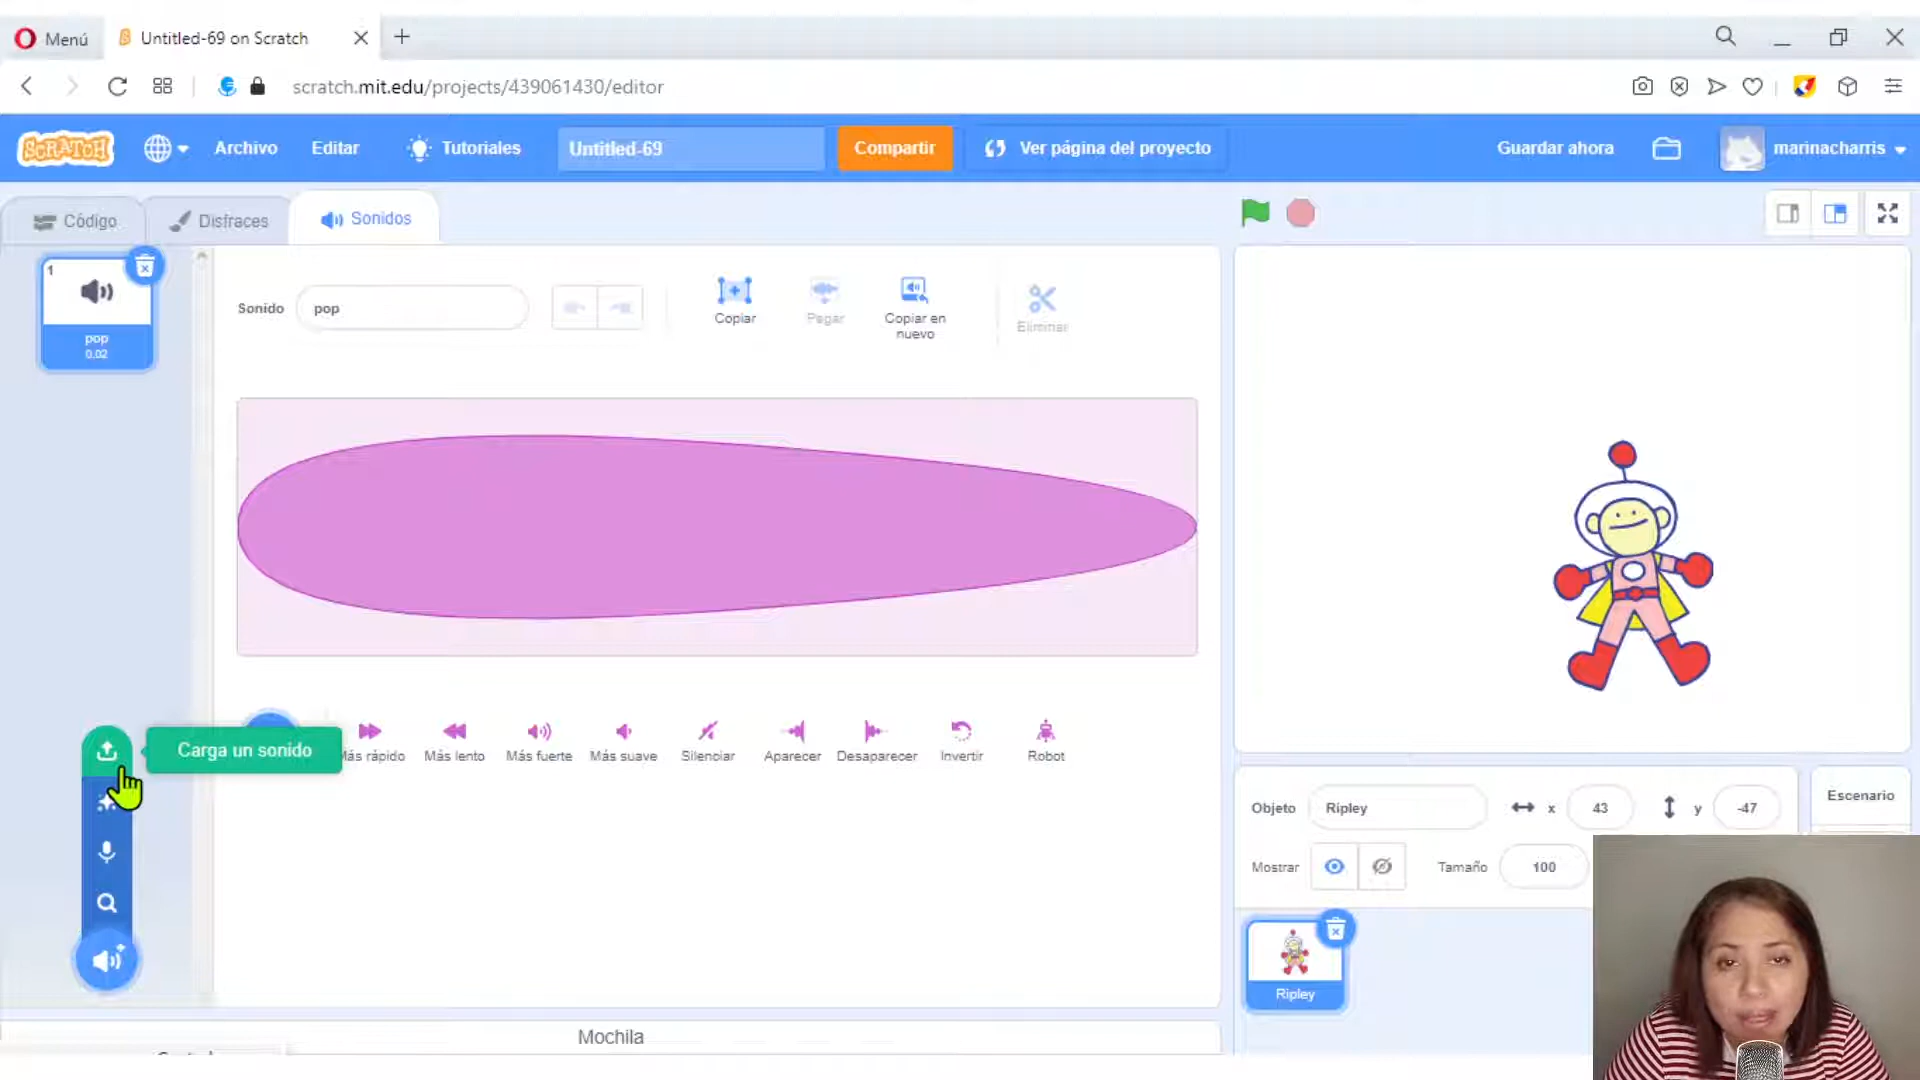 Menú
Untitled-69 on Scratch
scratch.mit.edu/projects/439061430/editor
SCRATCH
Archivo
Editar
Tutoriales
Untitled-69
Compartir
Ver página del proyecto
Guardar ahora
marinacharris
Código
Disfraces
Sonidos
1
pop
0.02
Sonido
pop
Copiar
Pegar
Copiar en
nuevo
Eliminar
Carga un sonido
Más rápido
Más lento
Más fuerte
Más suave
Silenciar
Aparecer
Desaparecer
Invertir
Robot
Objeto
Ripley
x
43
y
-47
Escenario
Mostrar
Tamaño
100
Ripley
Mochila